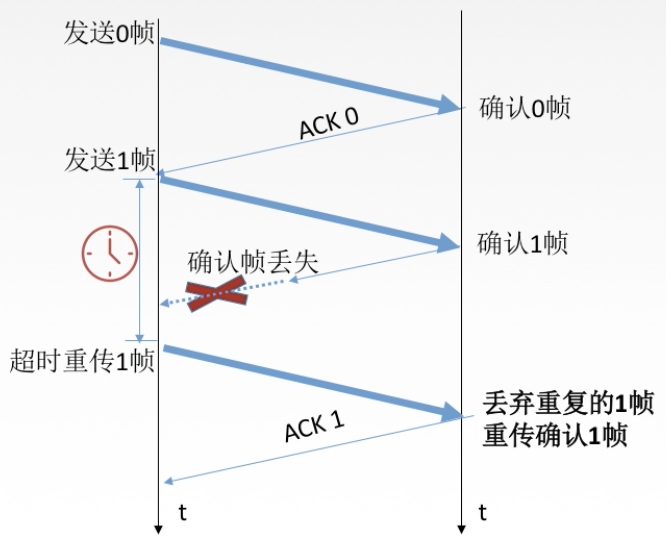 发送0帧
确认0帧
ACK 0
发送1帧
确认1帧
确认帧丢失
超时重传1帧
丢弃重复的1帧
重传确认1帧
ACK 1
t
t